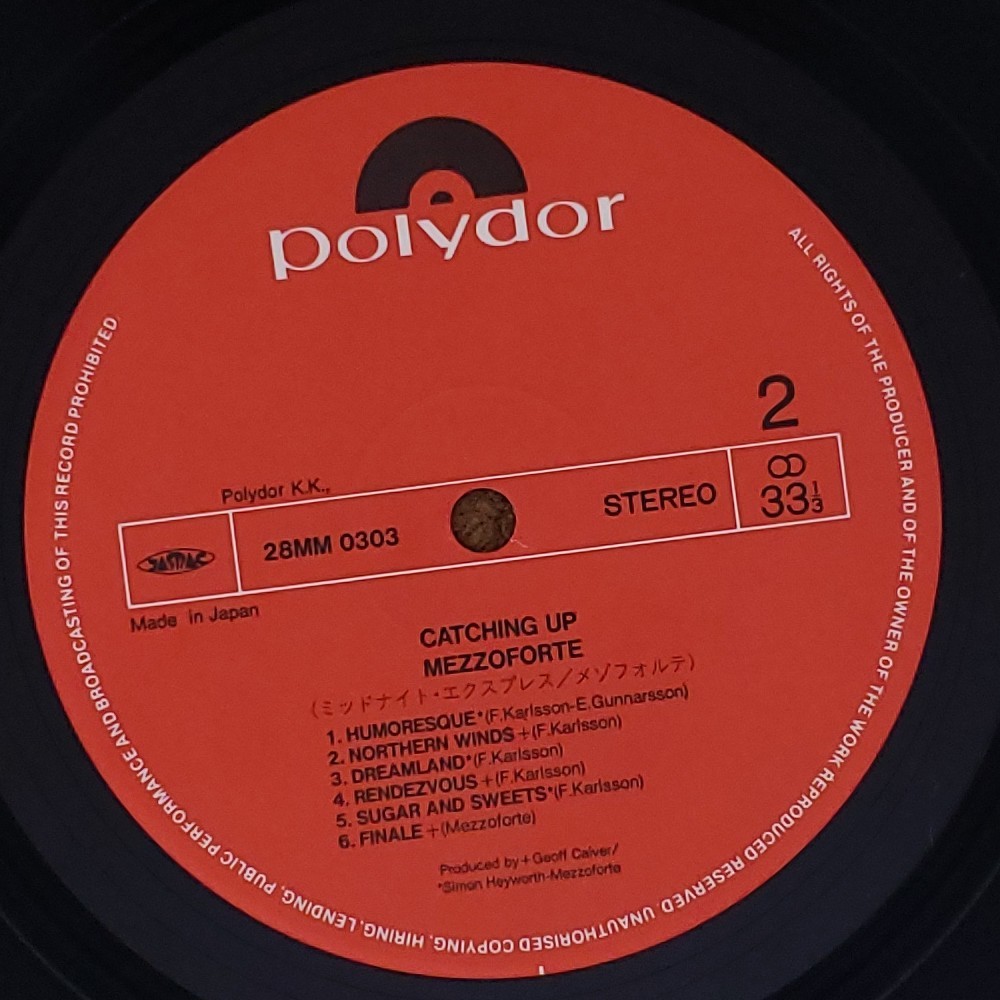 polydor
2
Polydor K.K.,
JASRAC
28MM 0303
STEREO
33⅓
Made in Japan
CATCHING UP
MEZZOFORTE
(ミッドナイト・エクスプレス/メゾフォルテ)
1. HUMORESQUE*(F.Karlsson-E.Gunnarsson)
2. NORTHERN WINDS+(F.Karlsson)
3. DREAMLAND*(F.Karlsson)
4. RENDEZVOUS+(F.Karlsson)
5. SUGAR AND SWEETS*(F.Karlsson)
6. FINALE+(Mezzoforte)
Produced by+Geoff Calver/
*Simon Heyworth-Mezzoforte
ALL RIGHTS OF THE PRODUCER AND OF THE OWNER OF THE WORK REPRODUCED RESERVED. UNAUTHORISED COPYING, HIRING, LENDING, PUBLIC PERFORMANCE AND BROADCASTING OF THIS RECORD PROHIBITED